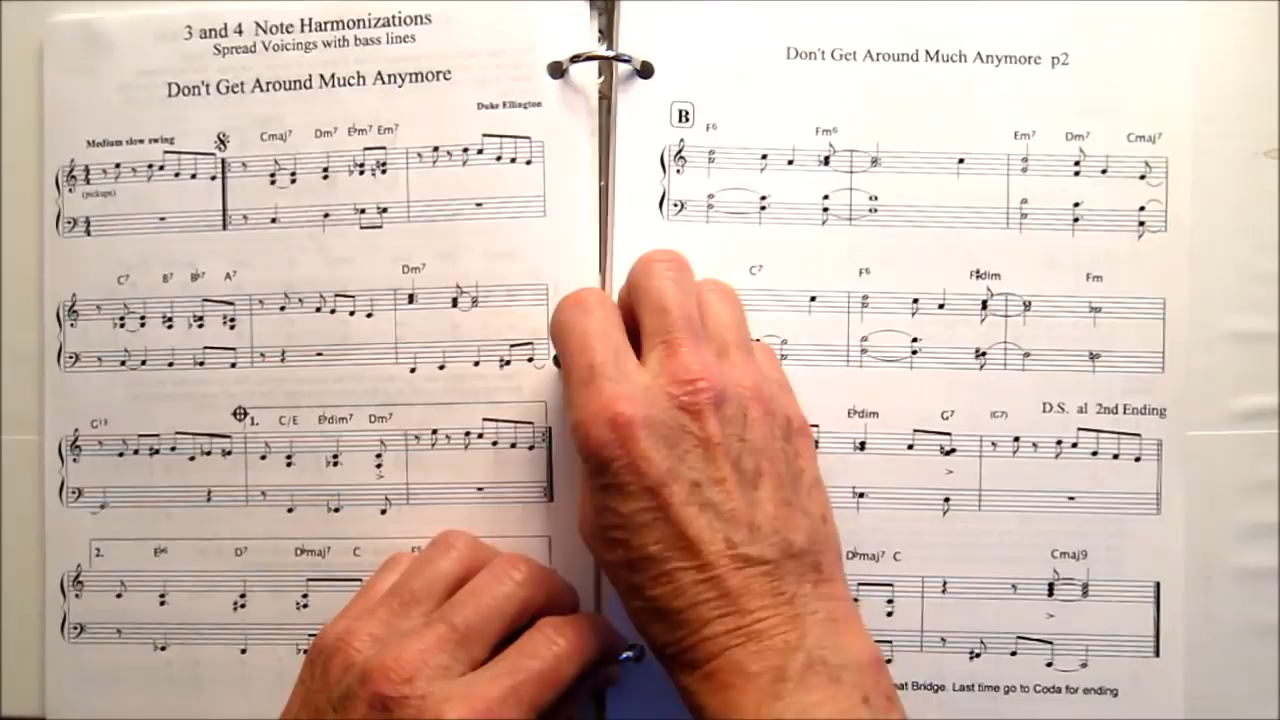 3 and 4 Note Harmonizations
Spread Voicings with bass lines
Don't Get Around Much Anymore
Duke Ellington
Medium slow swing
Cmaj7 Dm7 E♭m7 Em7
(pickups)
C7 B7 B♭7 A7 Dm7
G13 1. C/E E♭dim7 Dm7
2. E♭6 D7 D♭maj7 C
Don't Get Around Much Anymore p2
B
F6 Fm6 Em7 Dm7 Cmaj7
C7 F6 F#dim Fm
E♭dim G7 (G7) D.S. al 2nd Ending
D♭maj7 C Cmaj9
at Bridge. Last time go to Coda for ending